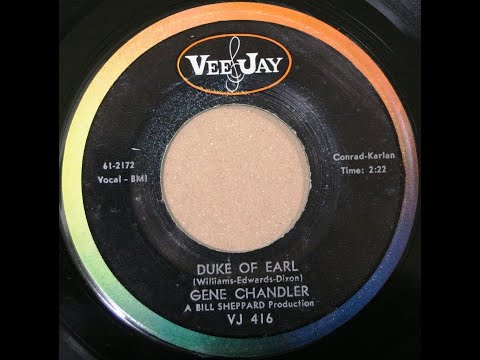 VEE JAY
61-2172
Vocal - BMI
Conrad-Karlan
Time: 2:22
DUKE OF EARL
(Williams-Edwards-Dixon)
GENE CHANDLER
A BILL SHEPPARD Production
VJ 416